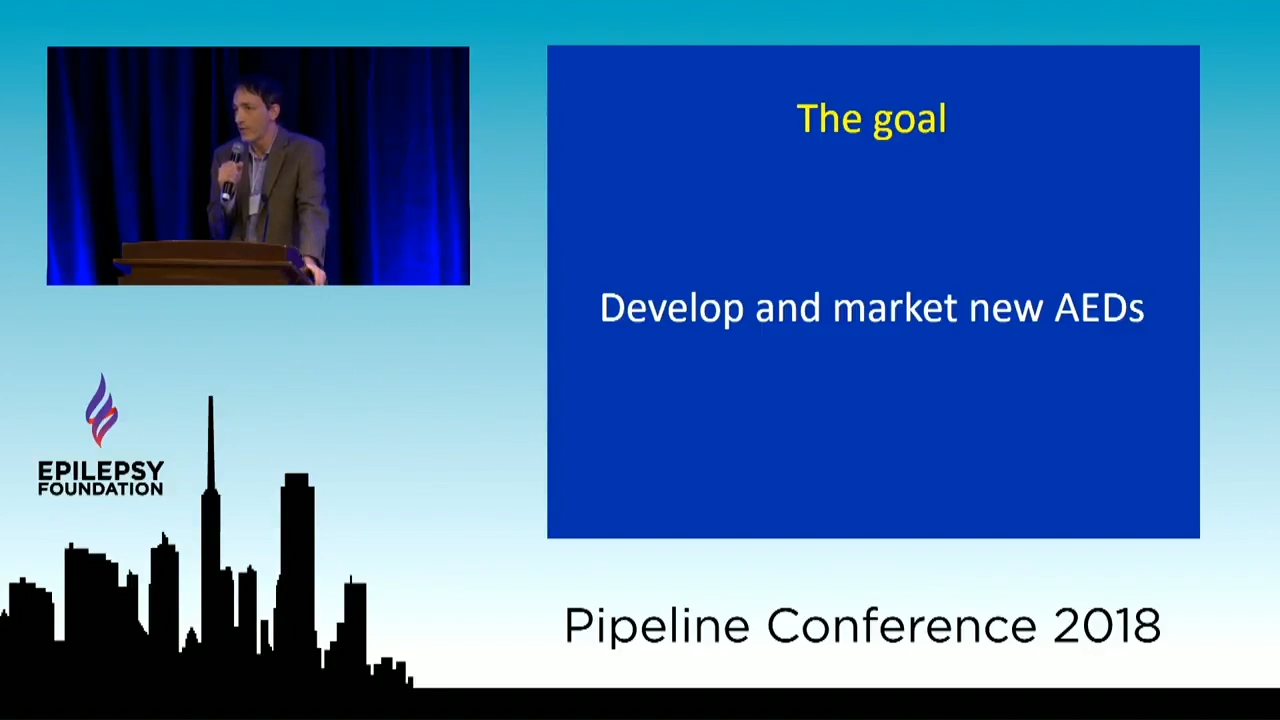 The goal
Develop and market new AEDs
EPILEPSY
FOUNDATION
Pipeline Conference 2018